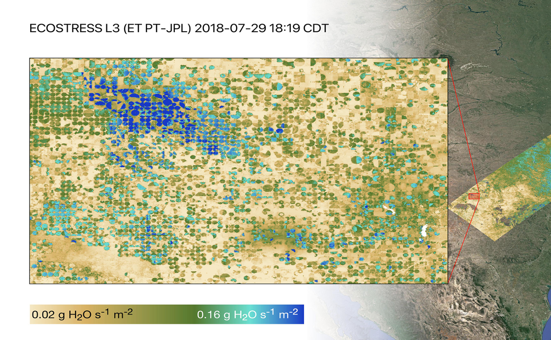 ECOSTRESS L3 (ET PT-JPL) 2018-07-29 18:19 CDT
0.02 g H₂O s⁻¹ m⁻² 0.16 g H₂O s⁻¹ m⁻²